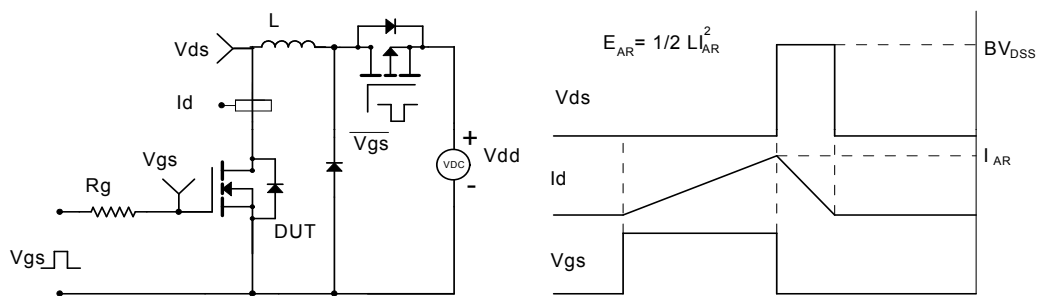 L
Vds
Id
Vgs
Rg
DUT
Vgs
Vgs
+
VDC
-
Vdd
E_AR = 1/2 LI²_AR
BV_DSS
Vds
I_AR
Id
Vgs